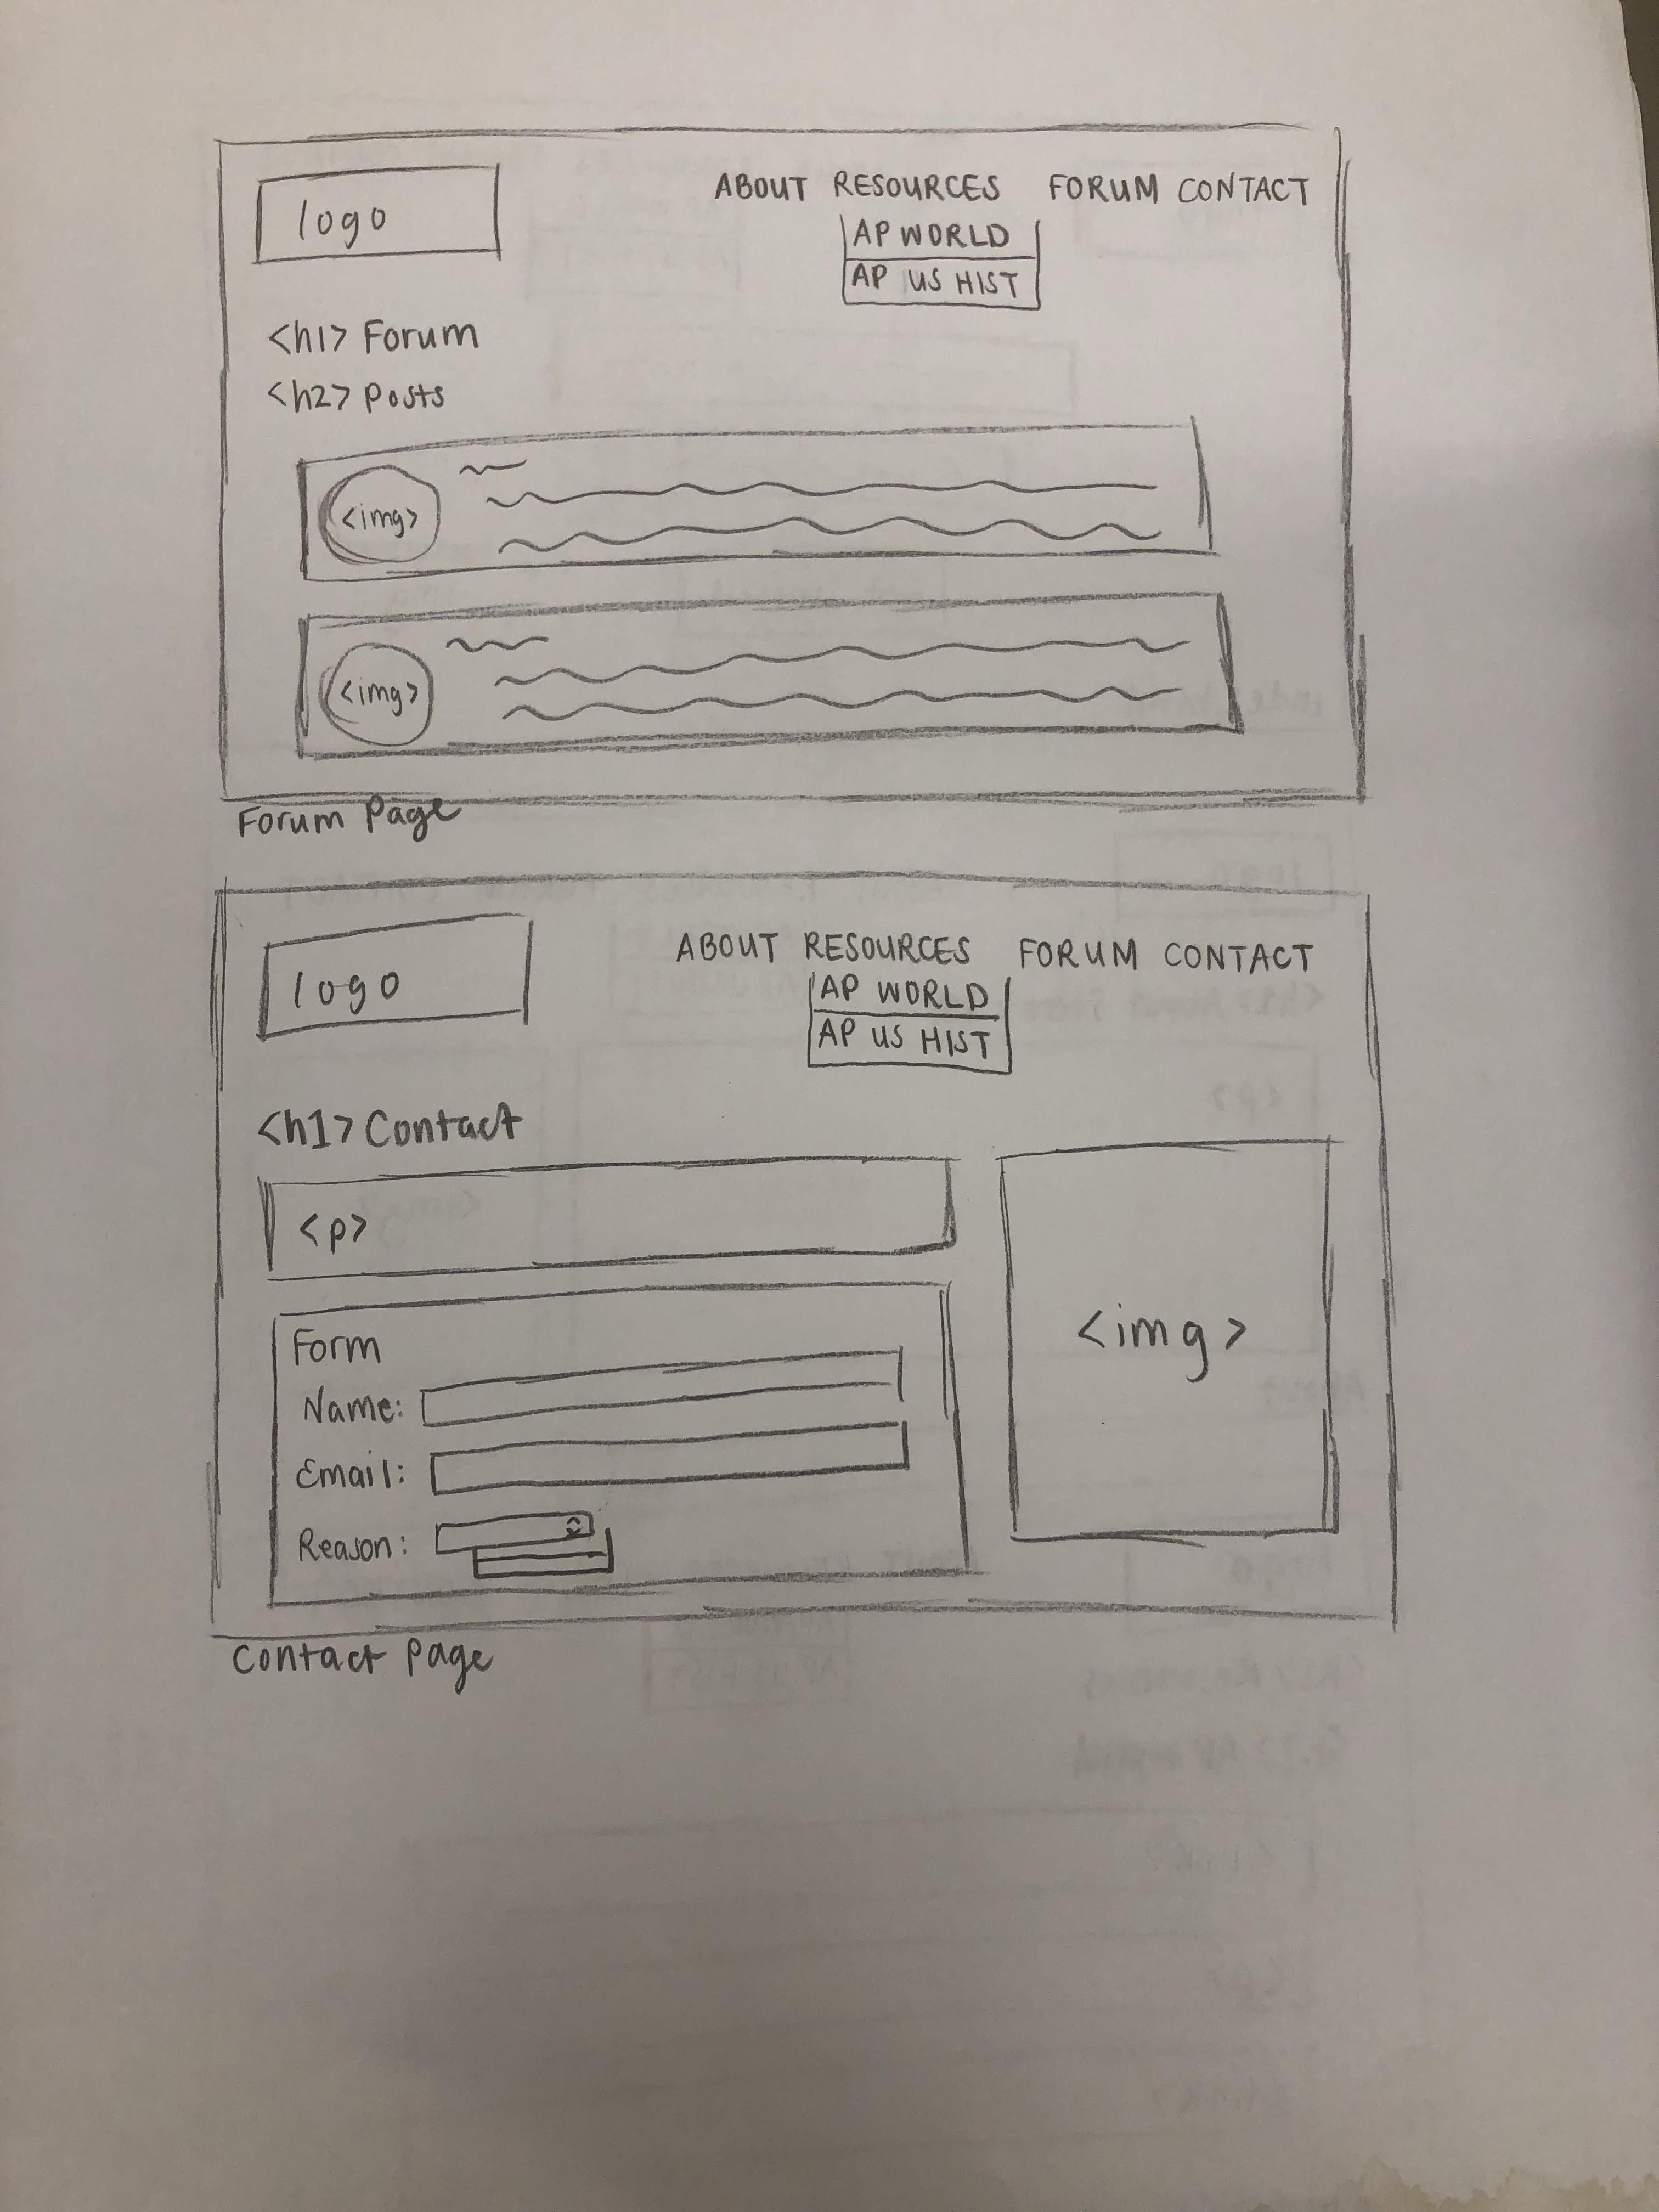 logo
ABOUT RESOURCES FORUM CONTACT
AP WORLD
AP US HIST
<h1> Forum
<h2> Posts
<img>
<img>
Forum Page
logo
ABOUT RESOURCES FORUM CONTACT
AP WORLD
AP US HIST
<h1> Contact
<p>
<img>
Form
Name:
Email:
Reason:
Contact Page